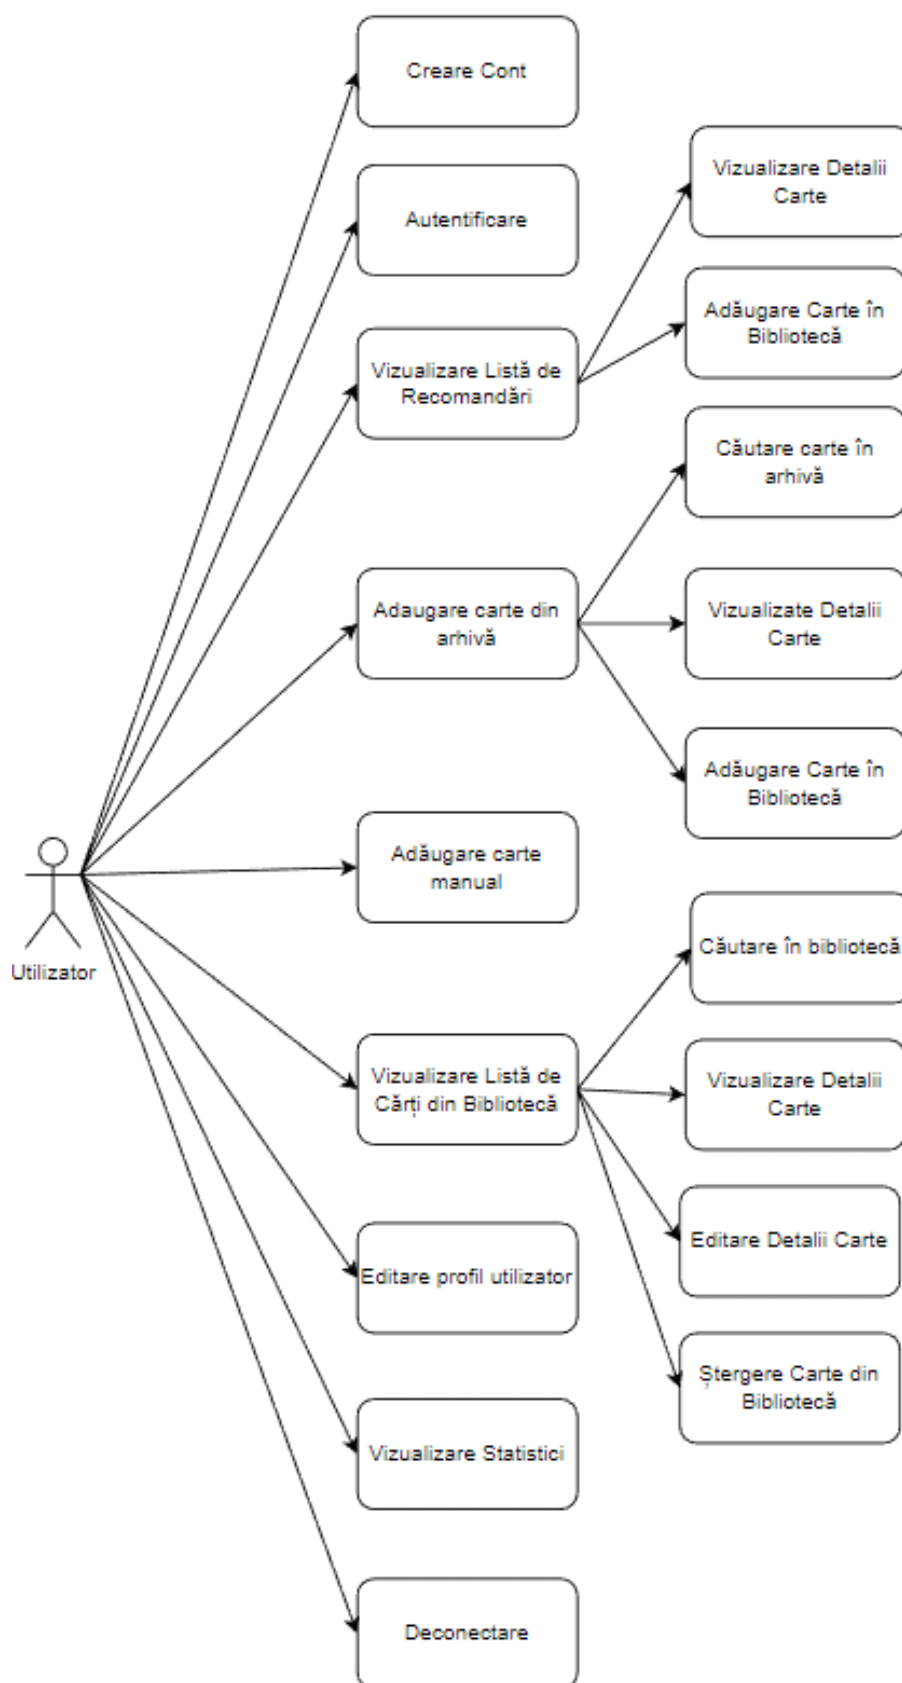 Creare Cont
Autentificare
Vizualizare Detalii
Carte
Vizualizare Listă de
Recomandări
Adăugare Carte în
Bibliotecă
Căutare carte în
arhivă
Adaugare carte din
arhivă
Vizualizate Detalii
Carte
Adăugare Carte în
Bibliotecă
Adăugare carte
manual
Utilizator
Căutare în bibliotecă
Vizualizare Listă de
Cărți din Bibliotecă
Vizualizare Detalii
Carte
Editare Detalii Carte
Editare profil utilizator
Ștergere Carte din
Bibliotecă
Vizualizare Statistici
Deconectare